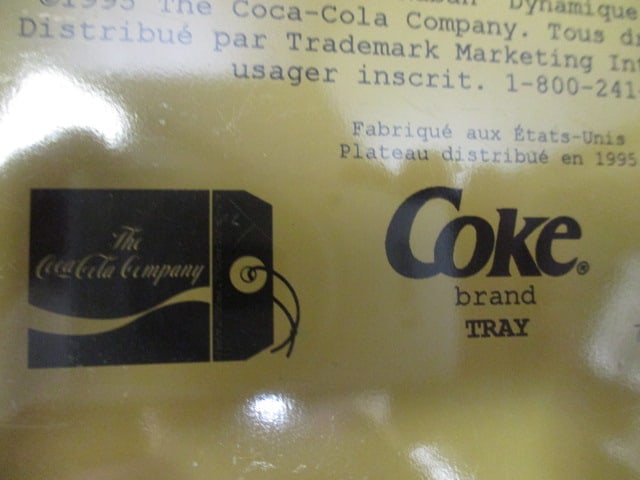 ©1995 The Coca-Cola Company. Tous
Distribué par Trademark Marketing
usager inscrit. 1-800-241-
Fabriqué aux États-Unis
Plateau distribué en 1995
The
Coca-Cola Company
Coke®
brand
TRAY